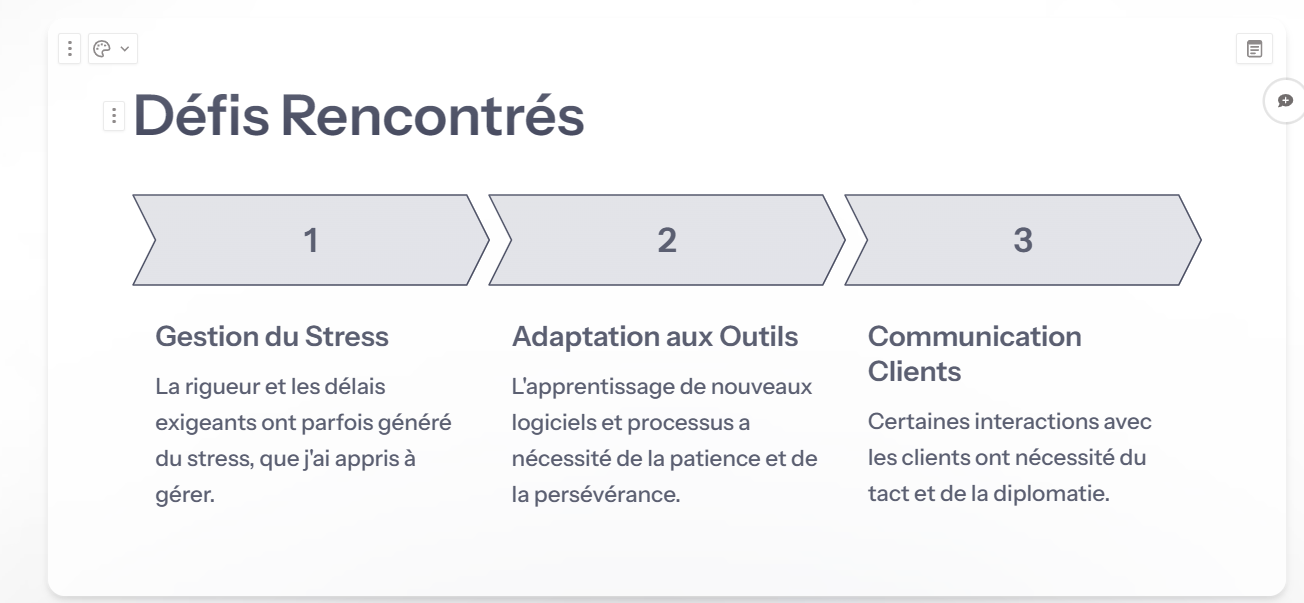 Défis Rencontrés
1
2
3
Gestion du Stress
La rigueur et les délais
exigeants ont parfois généré
du stress, que j'ai appris à
gérer.
Adaptation aux Outils
L'apprentissage de nouveaux
logiciels et processus a
nécessité de la patience et de
la persévérance.
Communication
Clients
Certaines interactions avec
les clients ont nécessité du
tact et de la diplomatie.